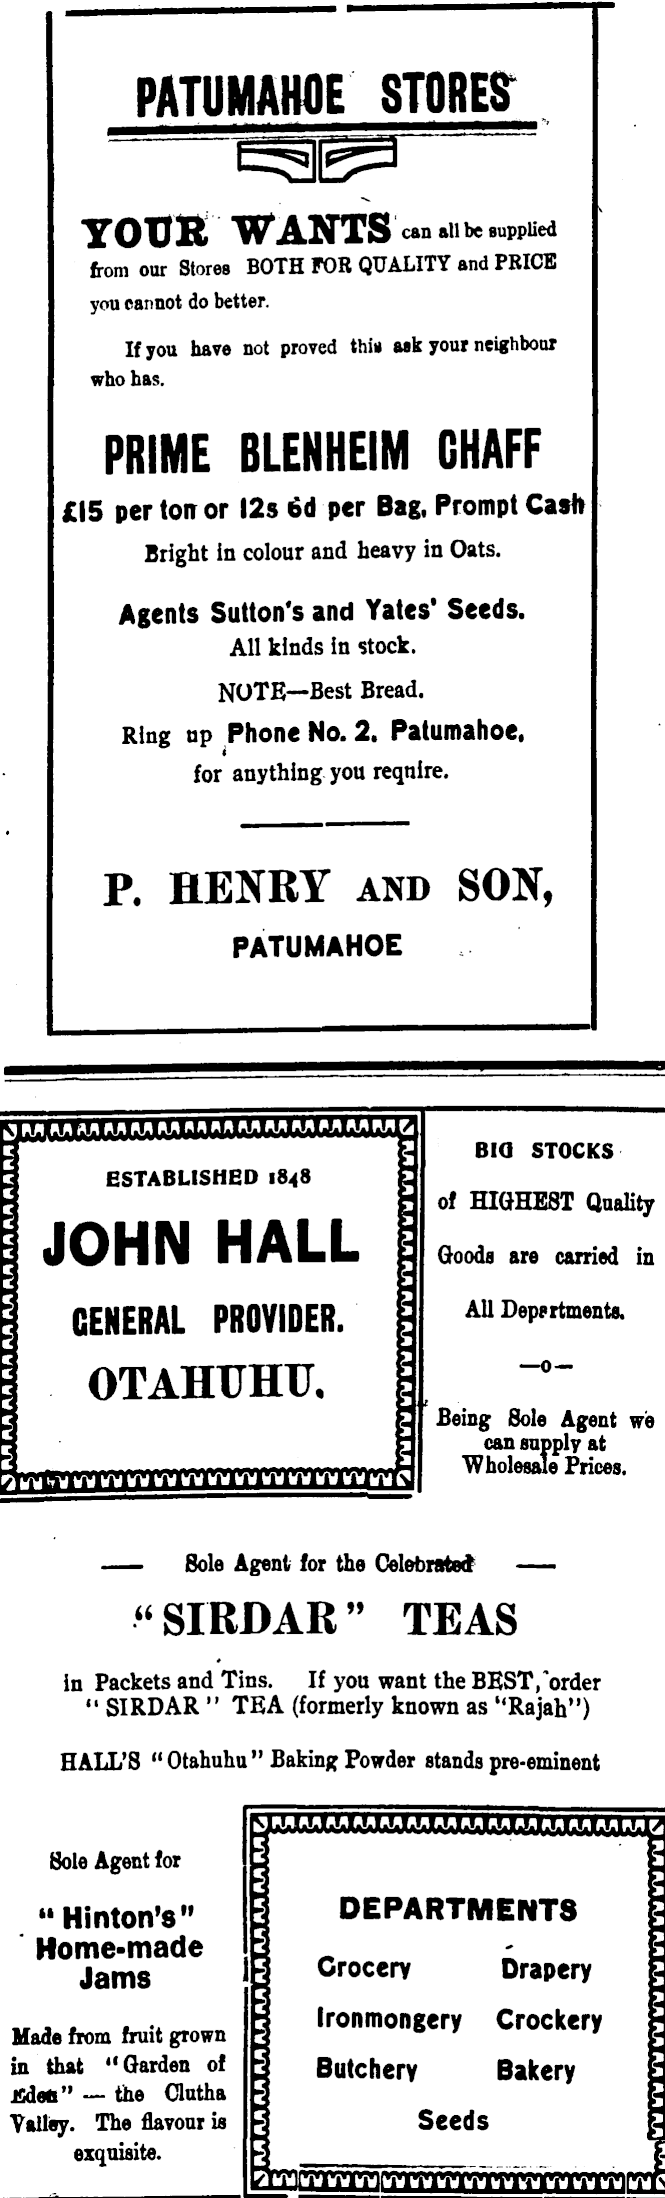 PATUMAHOE STORES
YOUR WANTS can all be supplied
from our Stores BOTH FOR QUALITY and PRICE
you cannot do better.
If you have not proved this ask your neighbour
who has.
PRIME BLENHEIM CHAFF
£15 per ton or 12s 6d per Bag, Prompt Cash
Bright in colour and heavy in Oats.
Agents Sutton's and Yates' Seeds.
All kinds in stock.
NOTE—Best Bread.
Ring up Phone No. 2, Patumahoe,
for anything you require.
P. HENRY AND SON,
PATUMAHOE
ESTABLISHED 1848
JOHN HALL
GENERAL PROVIDER.
OTAHUHU.
BIG STOCKS
of HIGHEST Quality
Goods are carried in
All Departments.
—o—
Being Sole Agent we
can supply at
Wholesale Prices.
— Sole Agent for the Celebrated —
"SIRDAR" TEAS
in Packets and Tins. If you want the BEST, order
"SIRDAR" TEA (formerly known as "Rajah")
HALL'S "Otahuhu" Baking Powder stands pre-eminent
Sole Agent for
"Hinton's"
Home-made
Jams
Made from fruit grown
in that "Garden of
Eden" — the Clutha
Valley. The flavour is
exquisite.
DEPARTMENTS
Grocery Drapery
Ironmongery Crockery
Butchery Bakery
Seeds